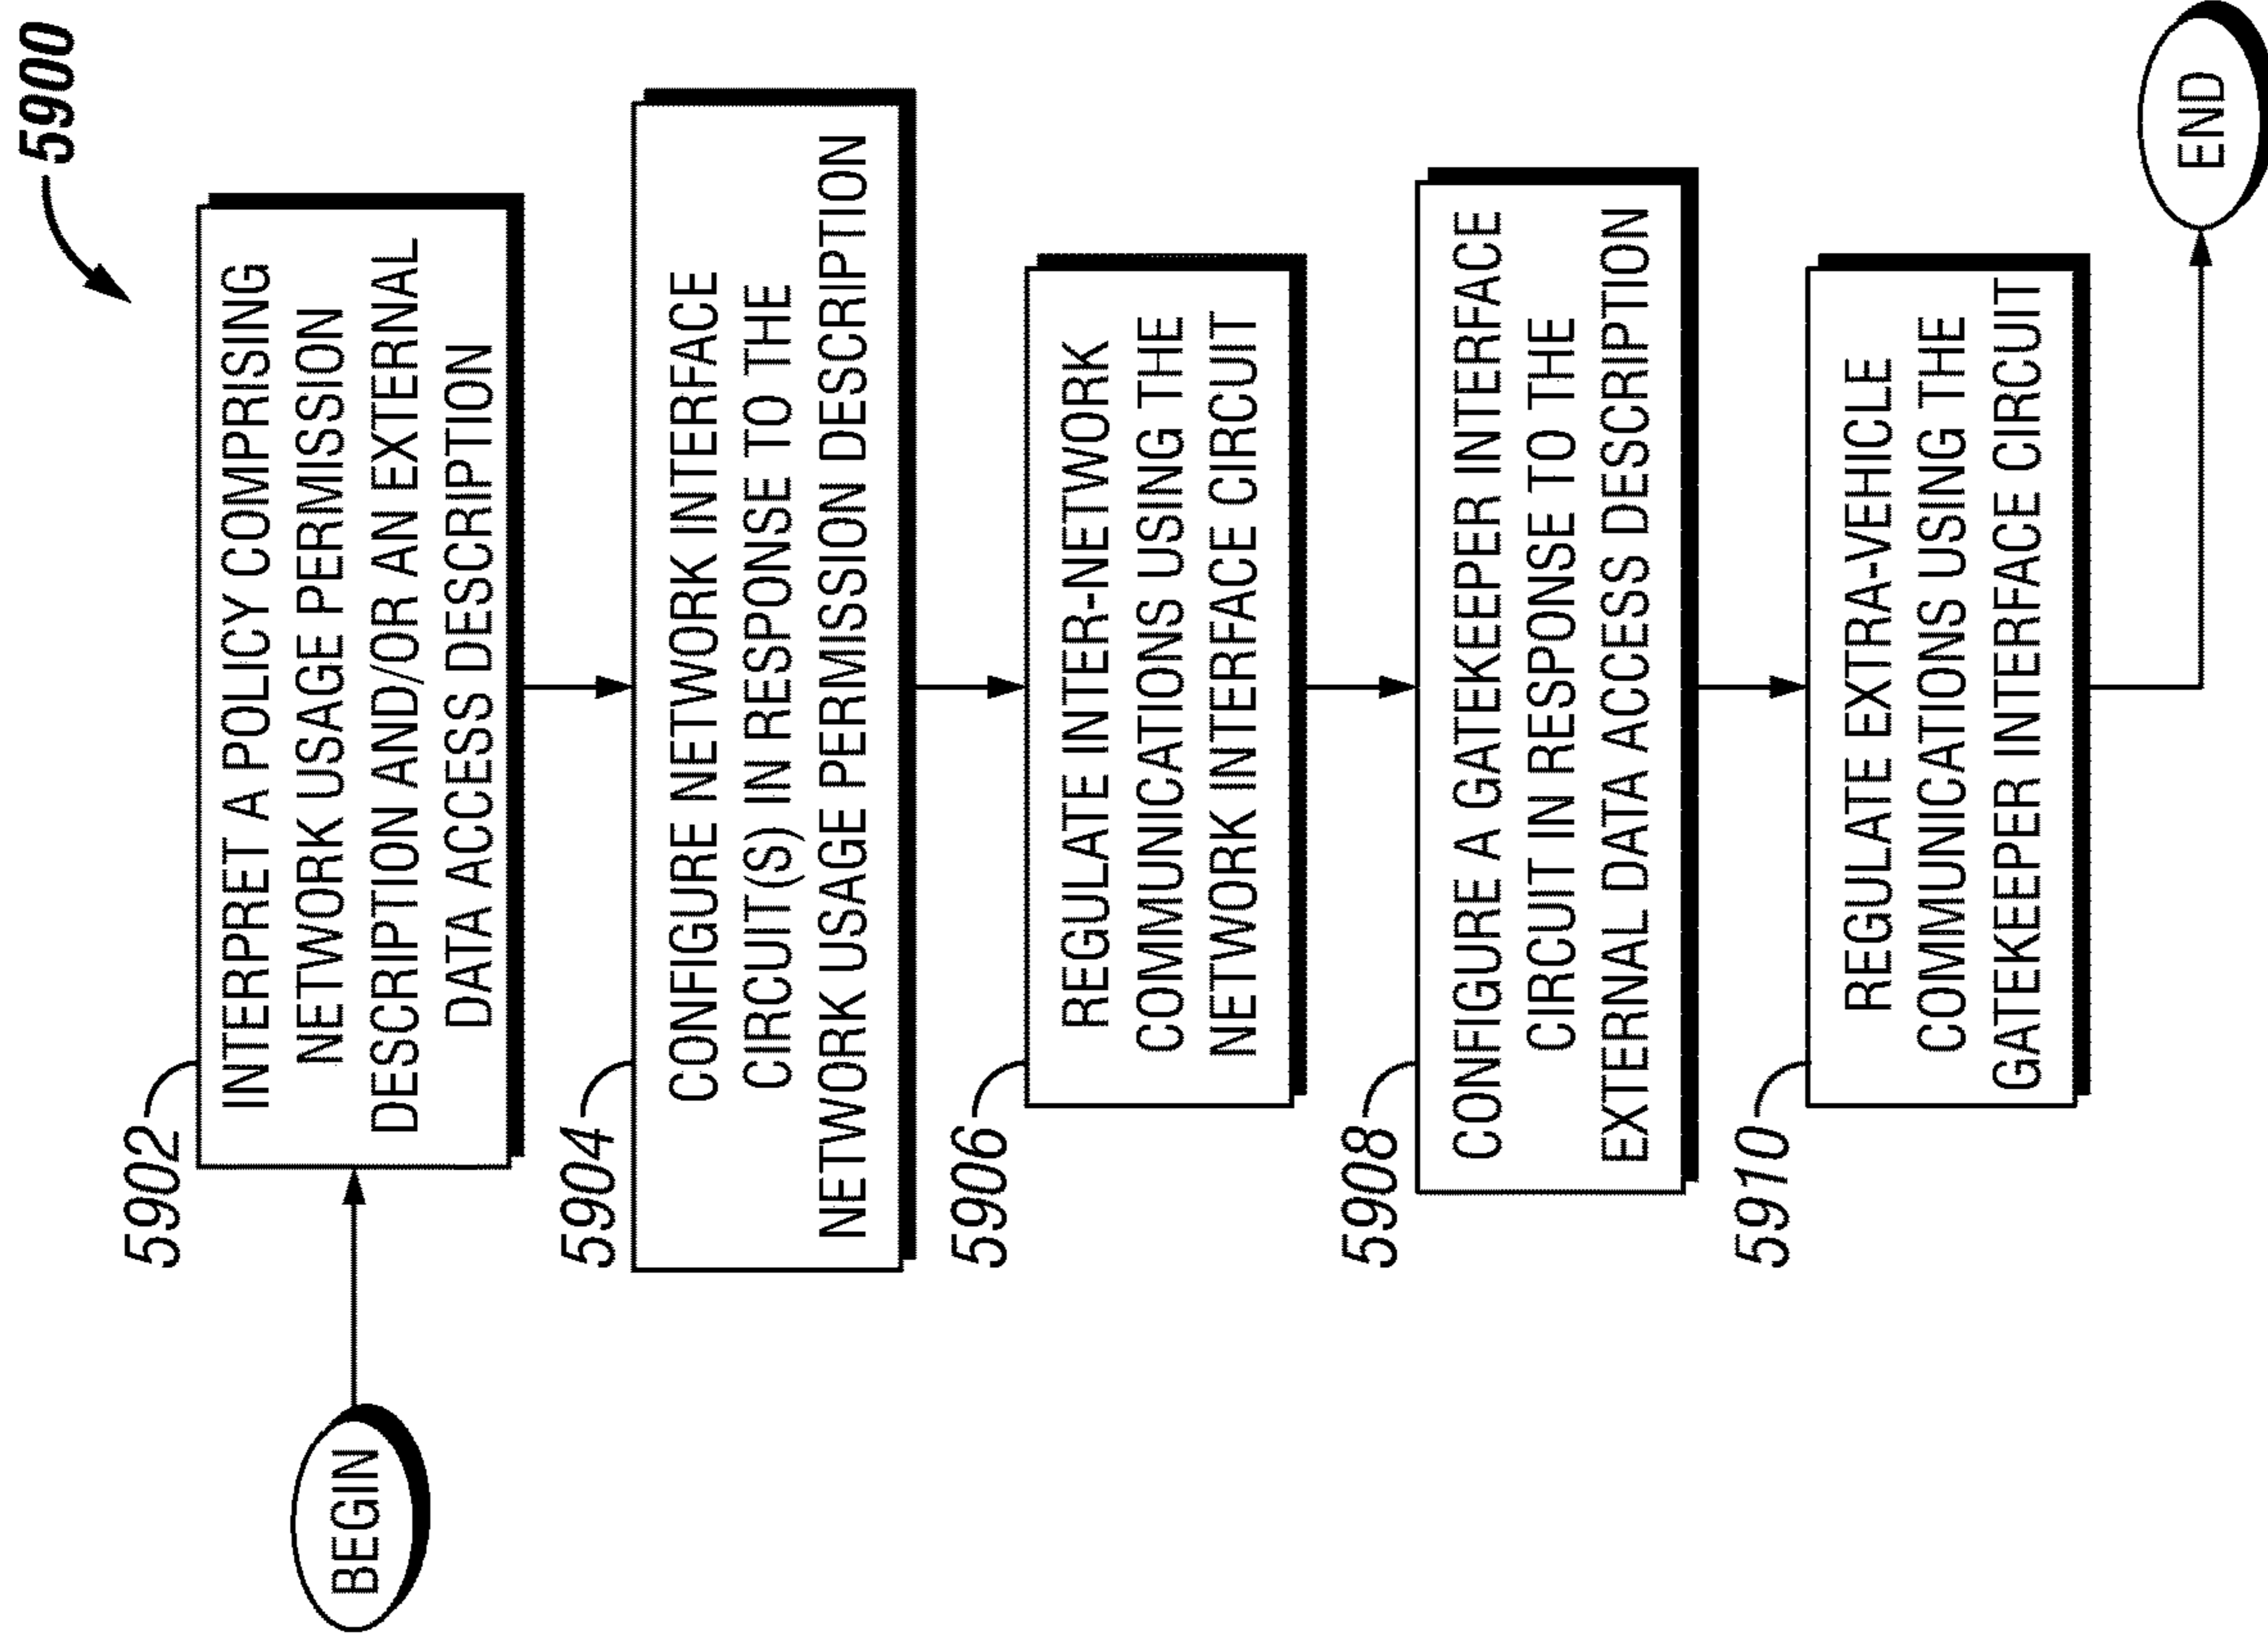 5900
BEGIN
5902
INTERPRET A POLICY COMPRISING
NETWORK USAGE PERMISSION
DESCRIPTION AND/OR AN EXTERNAL
DATA ACCESS DESCRIPTION
5904
CONFIGURE NETWORK INTERFACE
CIRCUIT(S) IN RESPONSE TO THE
NETWORK USAGE PERMISSION DESCRIPTION
5906
REGULATE INTER-NETWORK
COMMUNICATIONS USING THE
NETWORK INTERFACE CIRCUIT
5908
CONFIGURE A GATEKEEPER INTERFACE
CIRCUIT IN RESPONSE TO THE
EXTERNAL DATA ACCESS DESCRIPTION
5910
REGULATE EXTRA-VEHICLE
COMMUNICATIONS USING THE
GATEKEEPER INTERFACE CIRCUIT
END